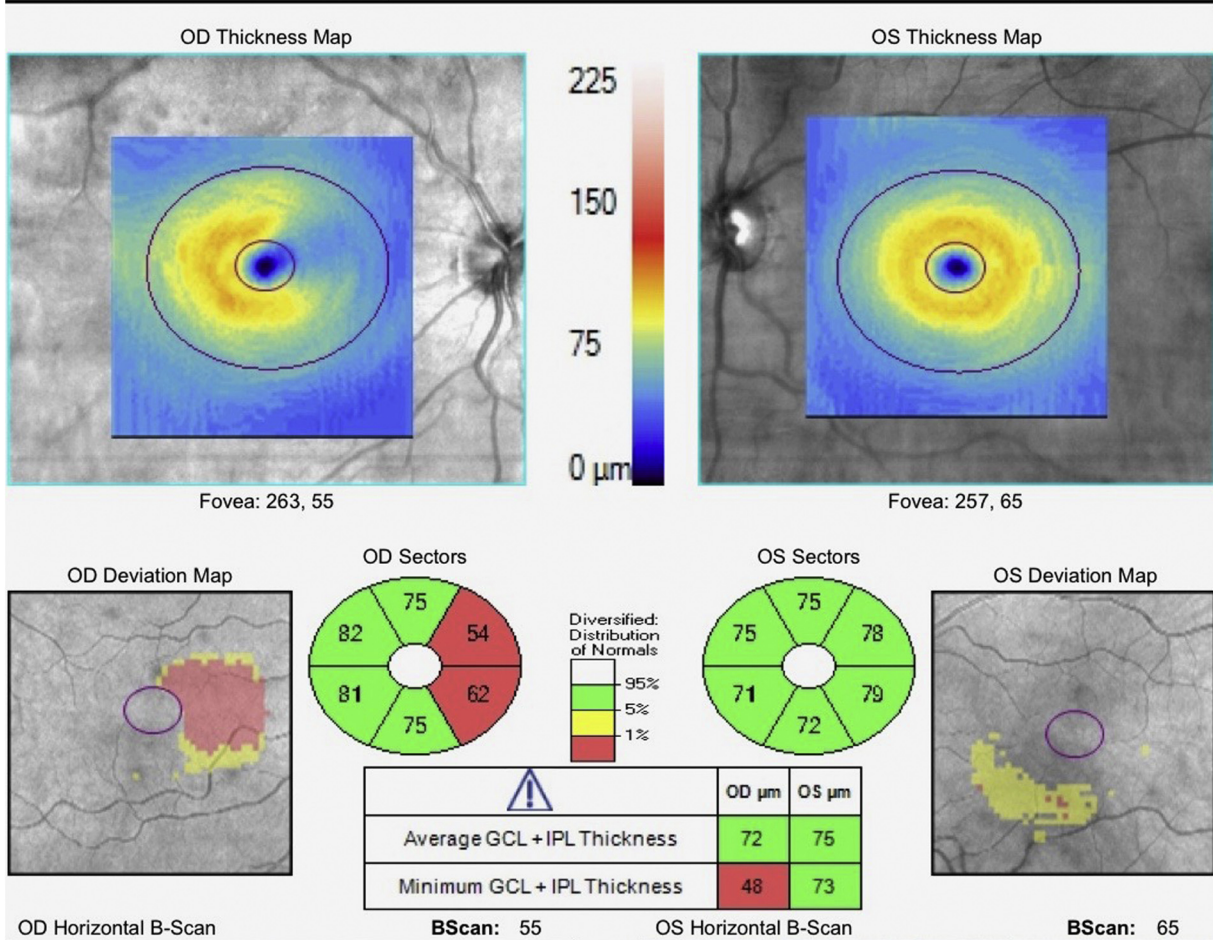 OD Thickness Map
OS Thickness Map
225
150
75
0 µm
Fovea: 263, 55
Fovea: 257, 65
OD Deviation Map
OD Sectors
75
82
54
81
62
75
Diversified:
Distribution
of Normals
95%
5%
1%
OS Sectors
75
75
78
71
79
72
OS Deviation Map
OD µm
OS µm
Average GCL + IPL Thickness
72
75
Minimum GCL + IPL Thickness
48
73
OD Horizontal B-Scan
BScan: 55
OS Horizontal B-Scan
BScan: 65